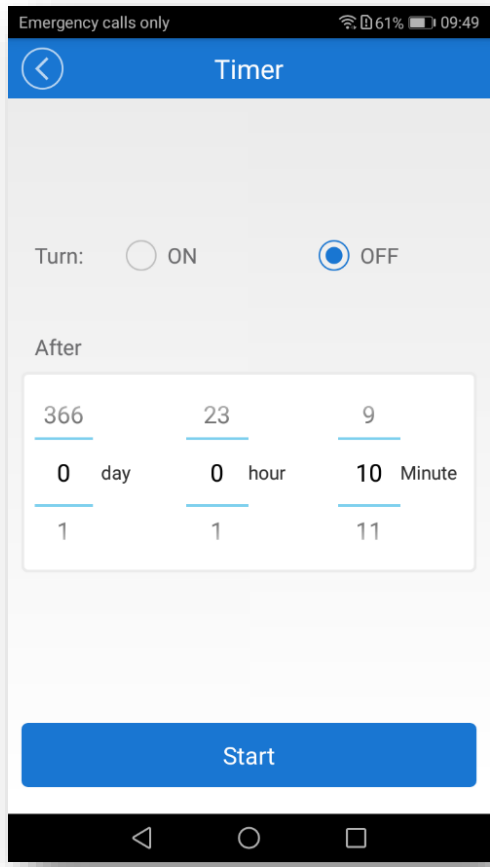 Emergency calls only 61% 09:49
Timer
Turn: ON OFF
After
366 23 9
0 day 0 hour 10 Minute
1 1 11
Start